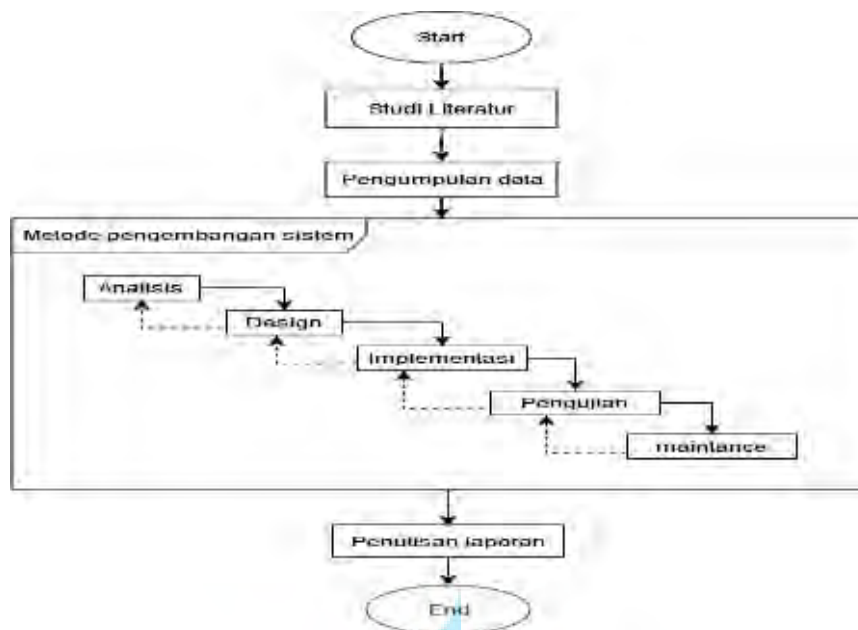 Start
Studi Literatur
Pengumpulan data
Metode pengembangan sistem
Analisis
Design
Implementasi
Pengujian
maintance
Penulisan laporan
End